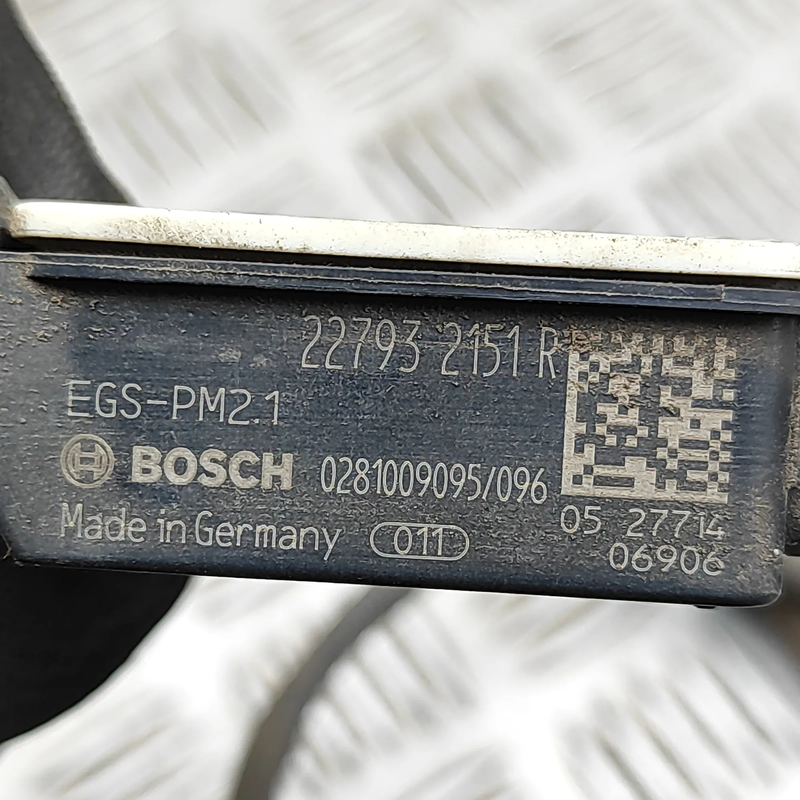 22793 2151 R
EGS-PM2.1
BOSCH 0281009095/096
Made in Germany 011
05 27714
06906